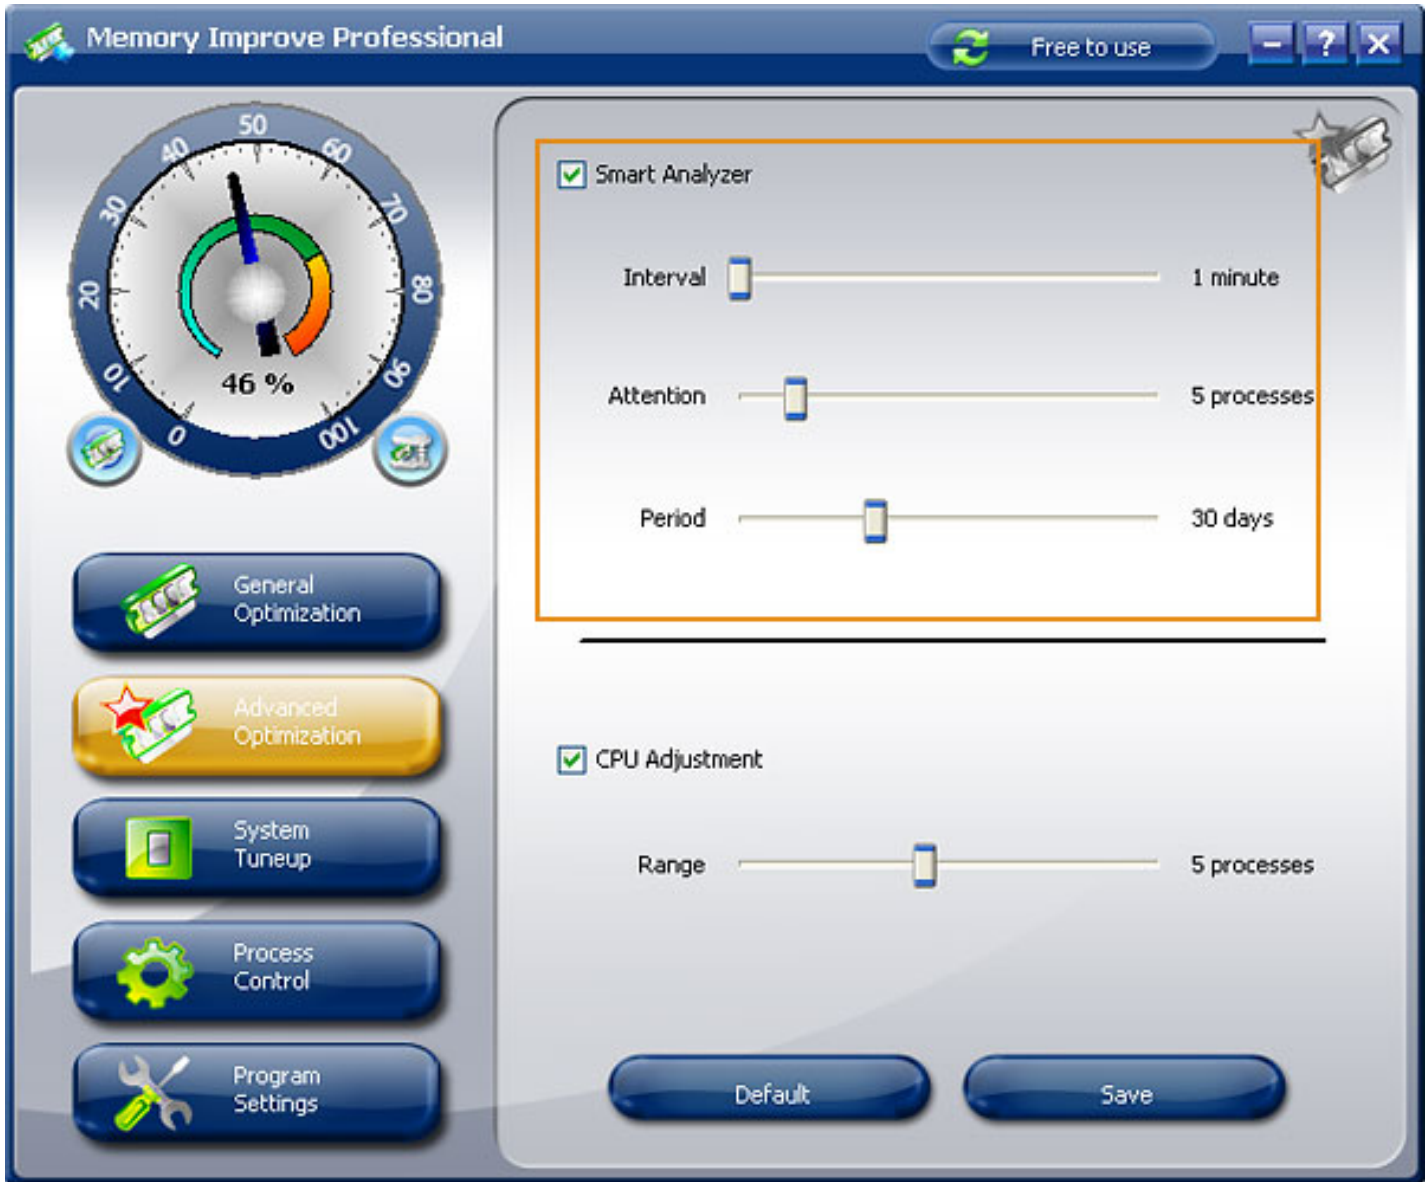 Memory Improve Professional
Free to use
?
0
10
20
30
40
50
60
70
80
90
100
46 %
General
Optimization
Advanced
Optimization
System
Tuneup
Process
Control
Program
Settings
Smart Analyzer
Interval 1 minute
Attention 5 processes
Period 30 days
CPU Adjustment
Range 5 processes
Default Save